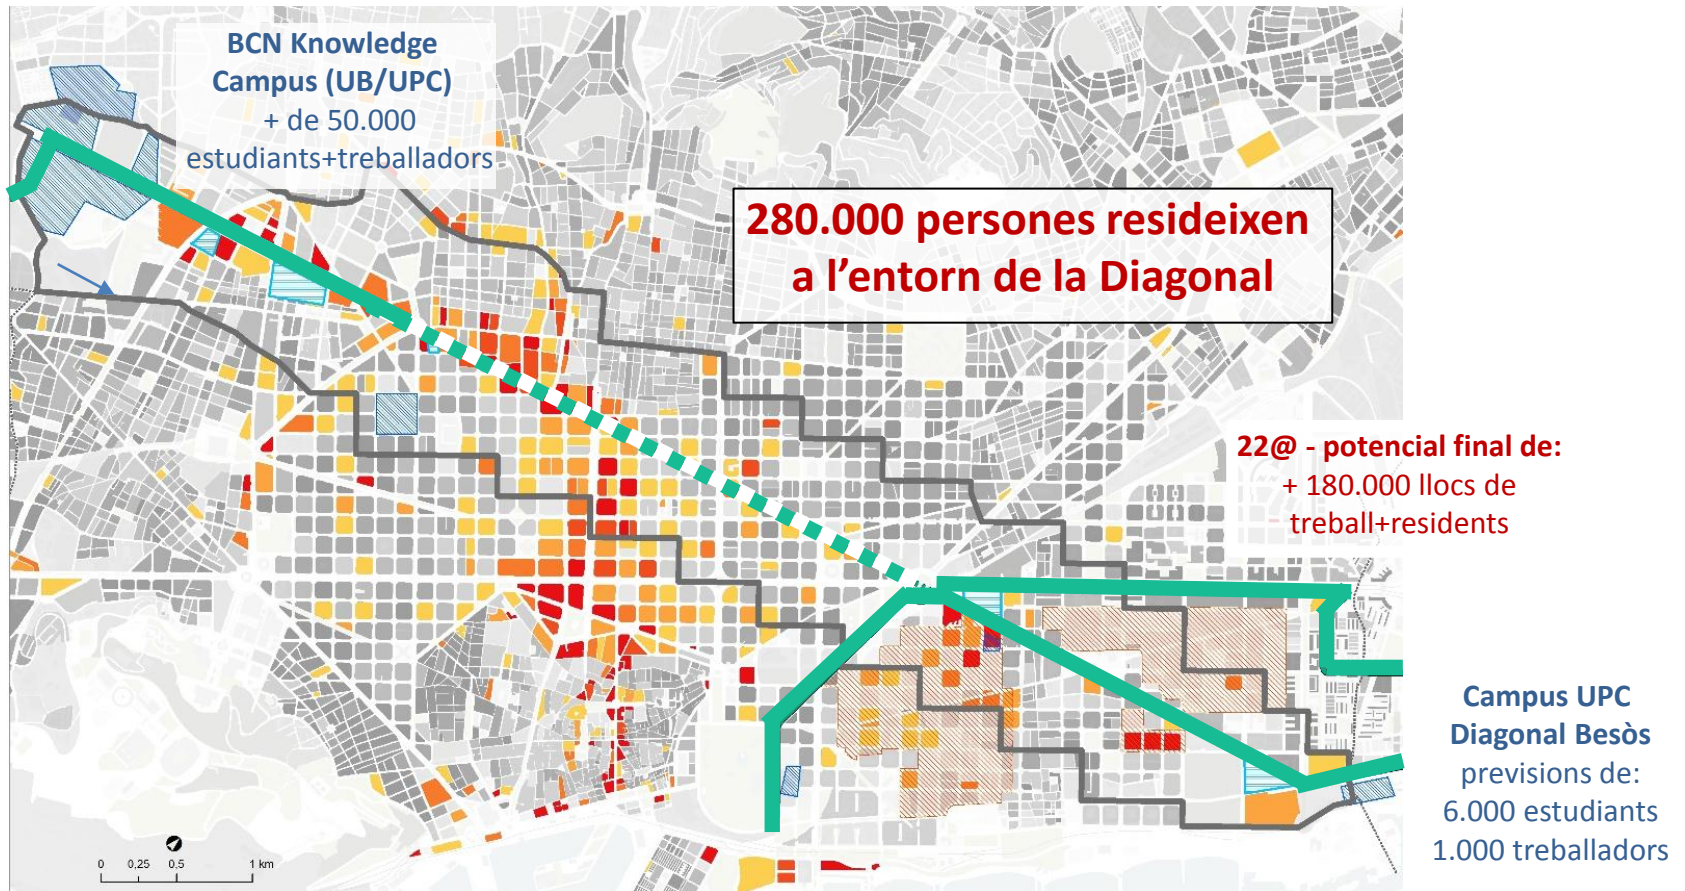 BCN Knowledge
Campus (UB/UPC)
+ de 50.000
estudiants+treballadors
280.000 persones resideixen
a l’entorn de la Diagonal
22@ - potencial final de:
+ 180.000 llocs de
treball+residents
Campus UPC
Diagonal Besòs
previsions de:
6.000 estudiants
1.000 treballadors
0 0,25 0,5 1 km